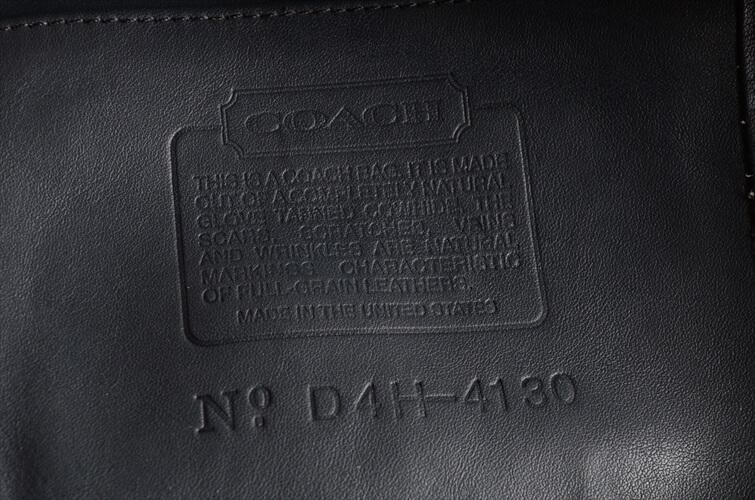 COACH
THIS IS A COACH BAG. IT IS MADE
OUT OF A COMPLETELY NATURAL
GLOVE TANNED COWHIDE. THE
SCARS, SCRATCHES, VEINS
AND WRINKLES ARE NATURAL
MARKINGS CHARACTERISTIC
OF FULL-GRAIN LEATHERS.
MADE IN THE UNITED STATES
No. D4H-4130